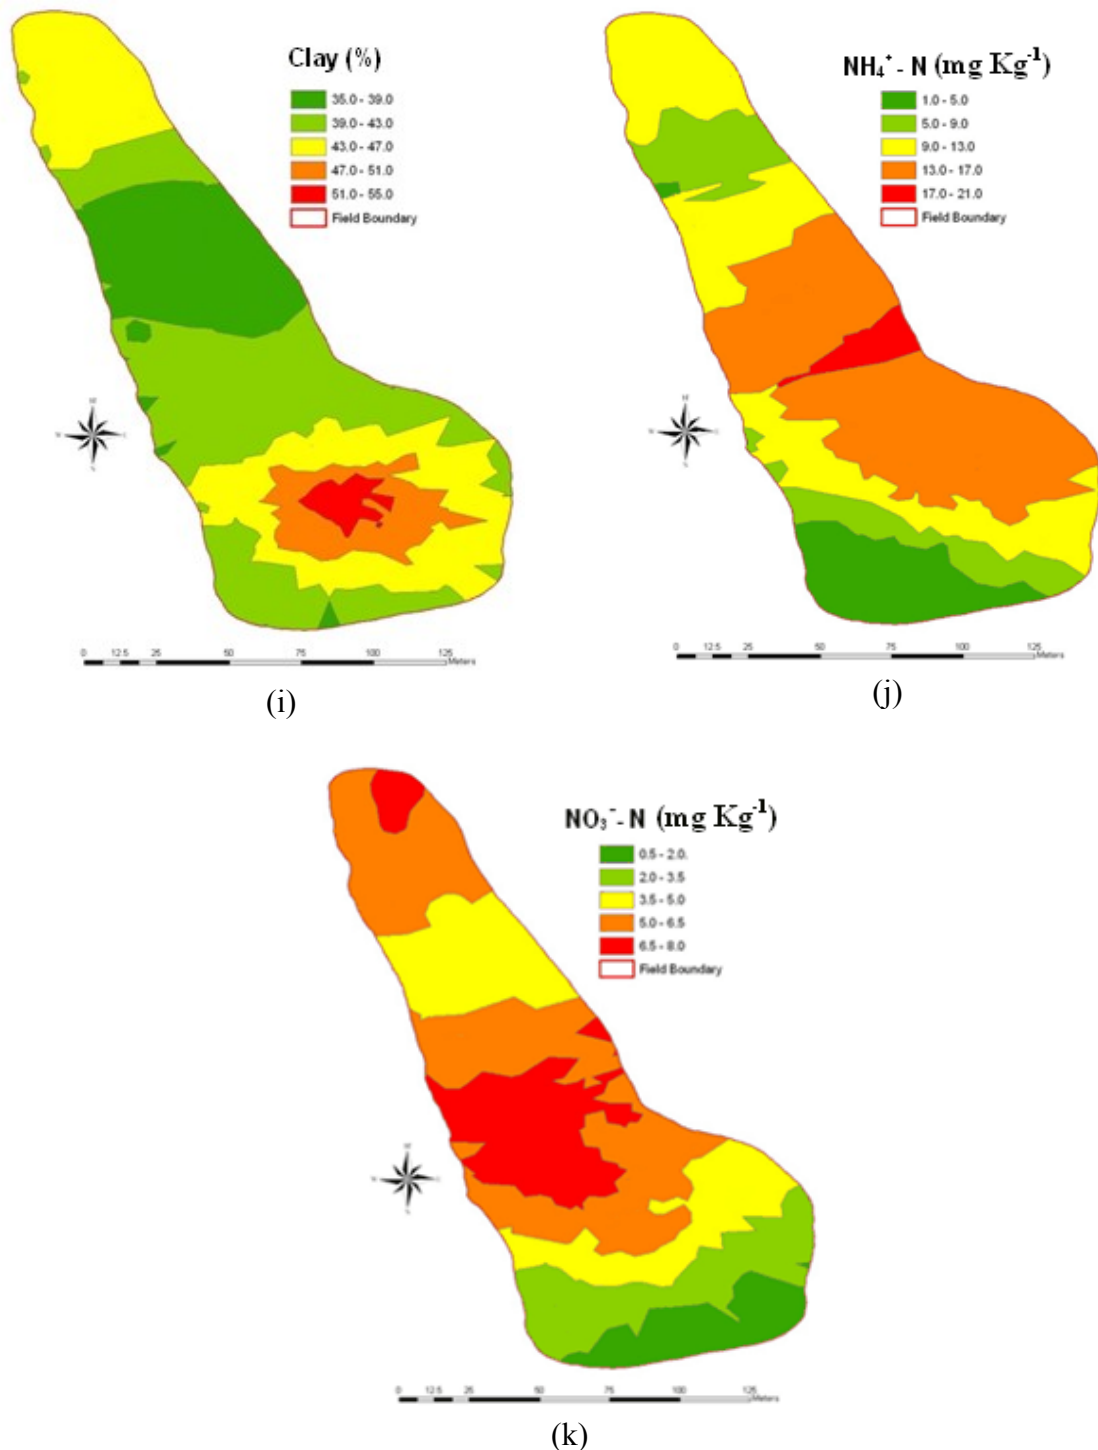 Clay (%)
35.0 - 39.0
39.0 - 43.0
43.0 - 47.0
47.0 - 51.0
51.0 - 55.0
Field Boundary
0 12.5 25 50 75 100 125
Meters
(i)
NH₄⁺ - N (mg Kg⁻¹)
1.0 - 5.0
5.0 - 9.0
9.0 - 13.0
13.0 - 17.0
17.0 - 21.0
Field Boundary
0 12.5 25 50 75 100 125
Meters
(j)
NO₃⁻ - N (mg Kg⁻¹)
0.5 - 2.0.
2.0 - 3.5
3.5 - 5.0
5.0 - 6.5
6.5 - 8.0
Field Boundary
0 12.5 25 50 75 100 125
Meters
(k)